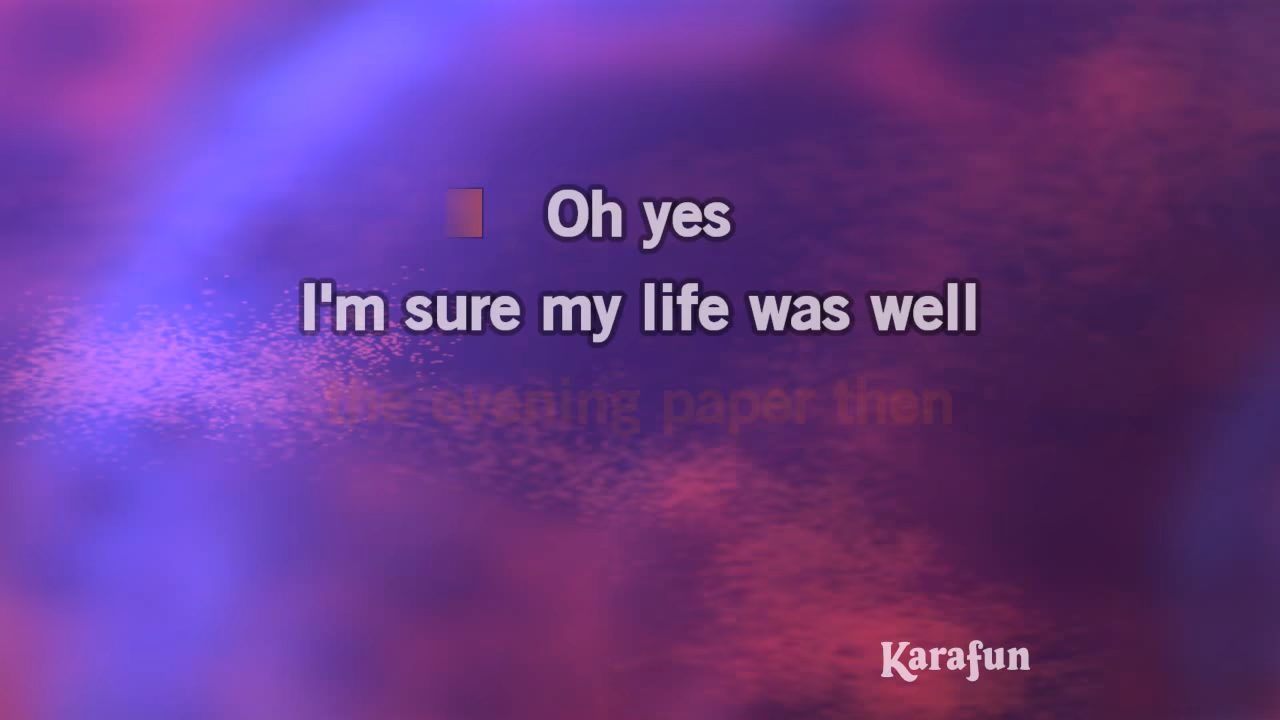 Oh yes
I'm sure my life was well
the evening paper then
Karafun